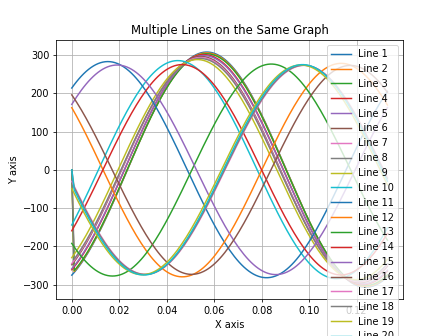 Multiple Lines on the Same Graph
Y axis
300
200
100
0
−100
−200
−300
0.00
0.02
0.04
0.06
0.08
0.10
X axis
Line 1
Line 2
Line 3
Line 4
Line 5
Line 6
Line 7
Line 8
Line 9
Line 10
Line 11
Line 12
Line 13
Line 14
Line 15
Line 16
Line 17
Line 18
Line 19
Line 20